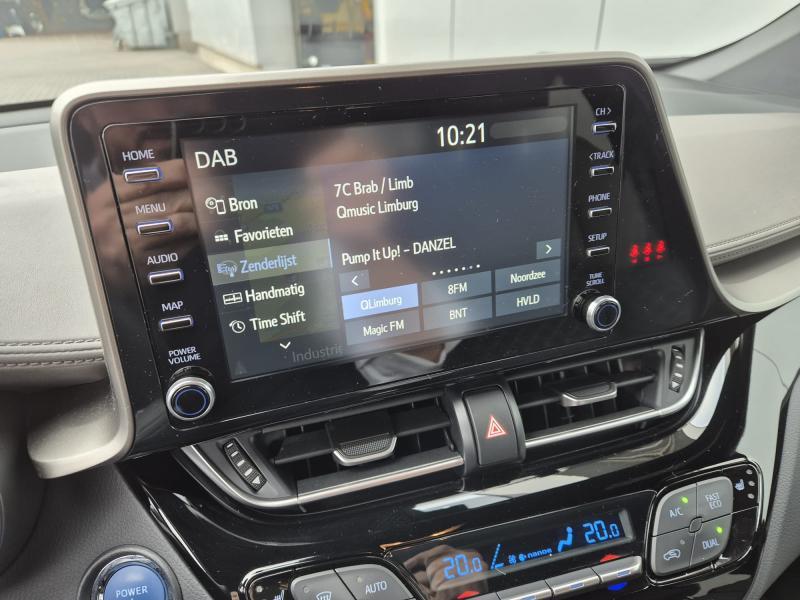 10:21
DAB
HOME
MENU
AUDIO
MAP
POWER
VOLUME
Bron
Favorieten
Zenderlijst
Handmatig
Time Shift
7C Brab / Limb
Qmusic Limburg
Pump It Up! - DANZEL
QLimburg
8FM
Noordzee
Magic FM
BNT
HVLD
CH >
< TRACK
PHONE
SETUP
TUNE
SCROLL
POWER
AUTO
20.0
nanoe
20.0
A/C
FAST
ECO
DUAL